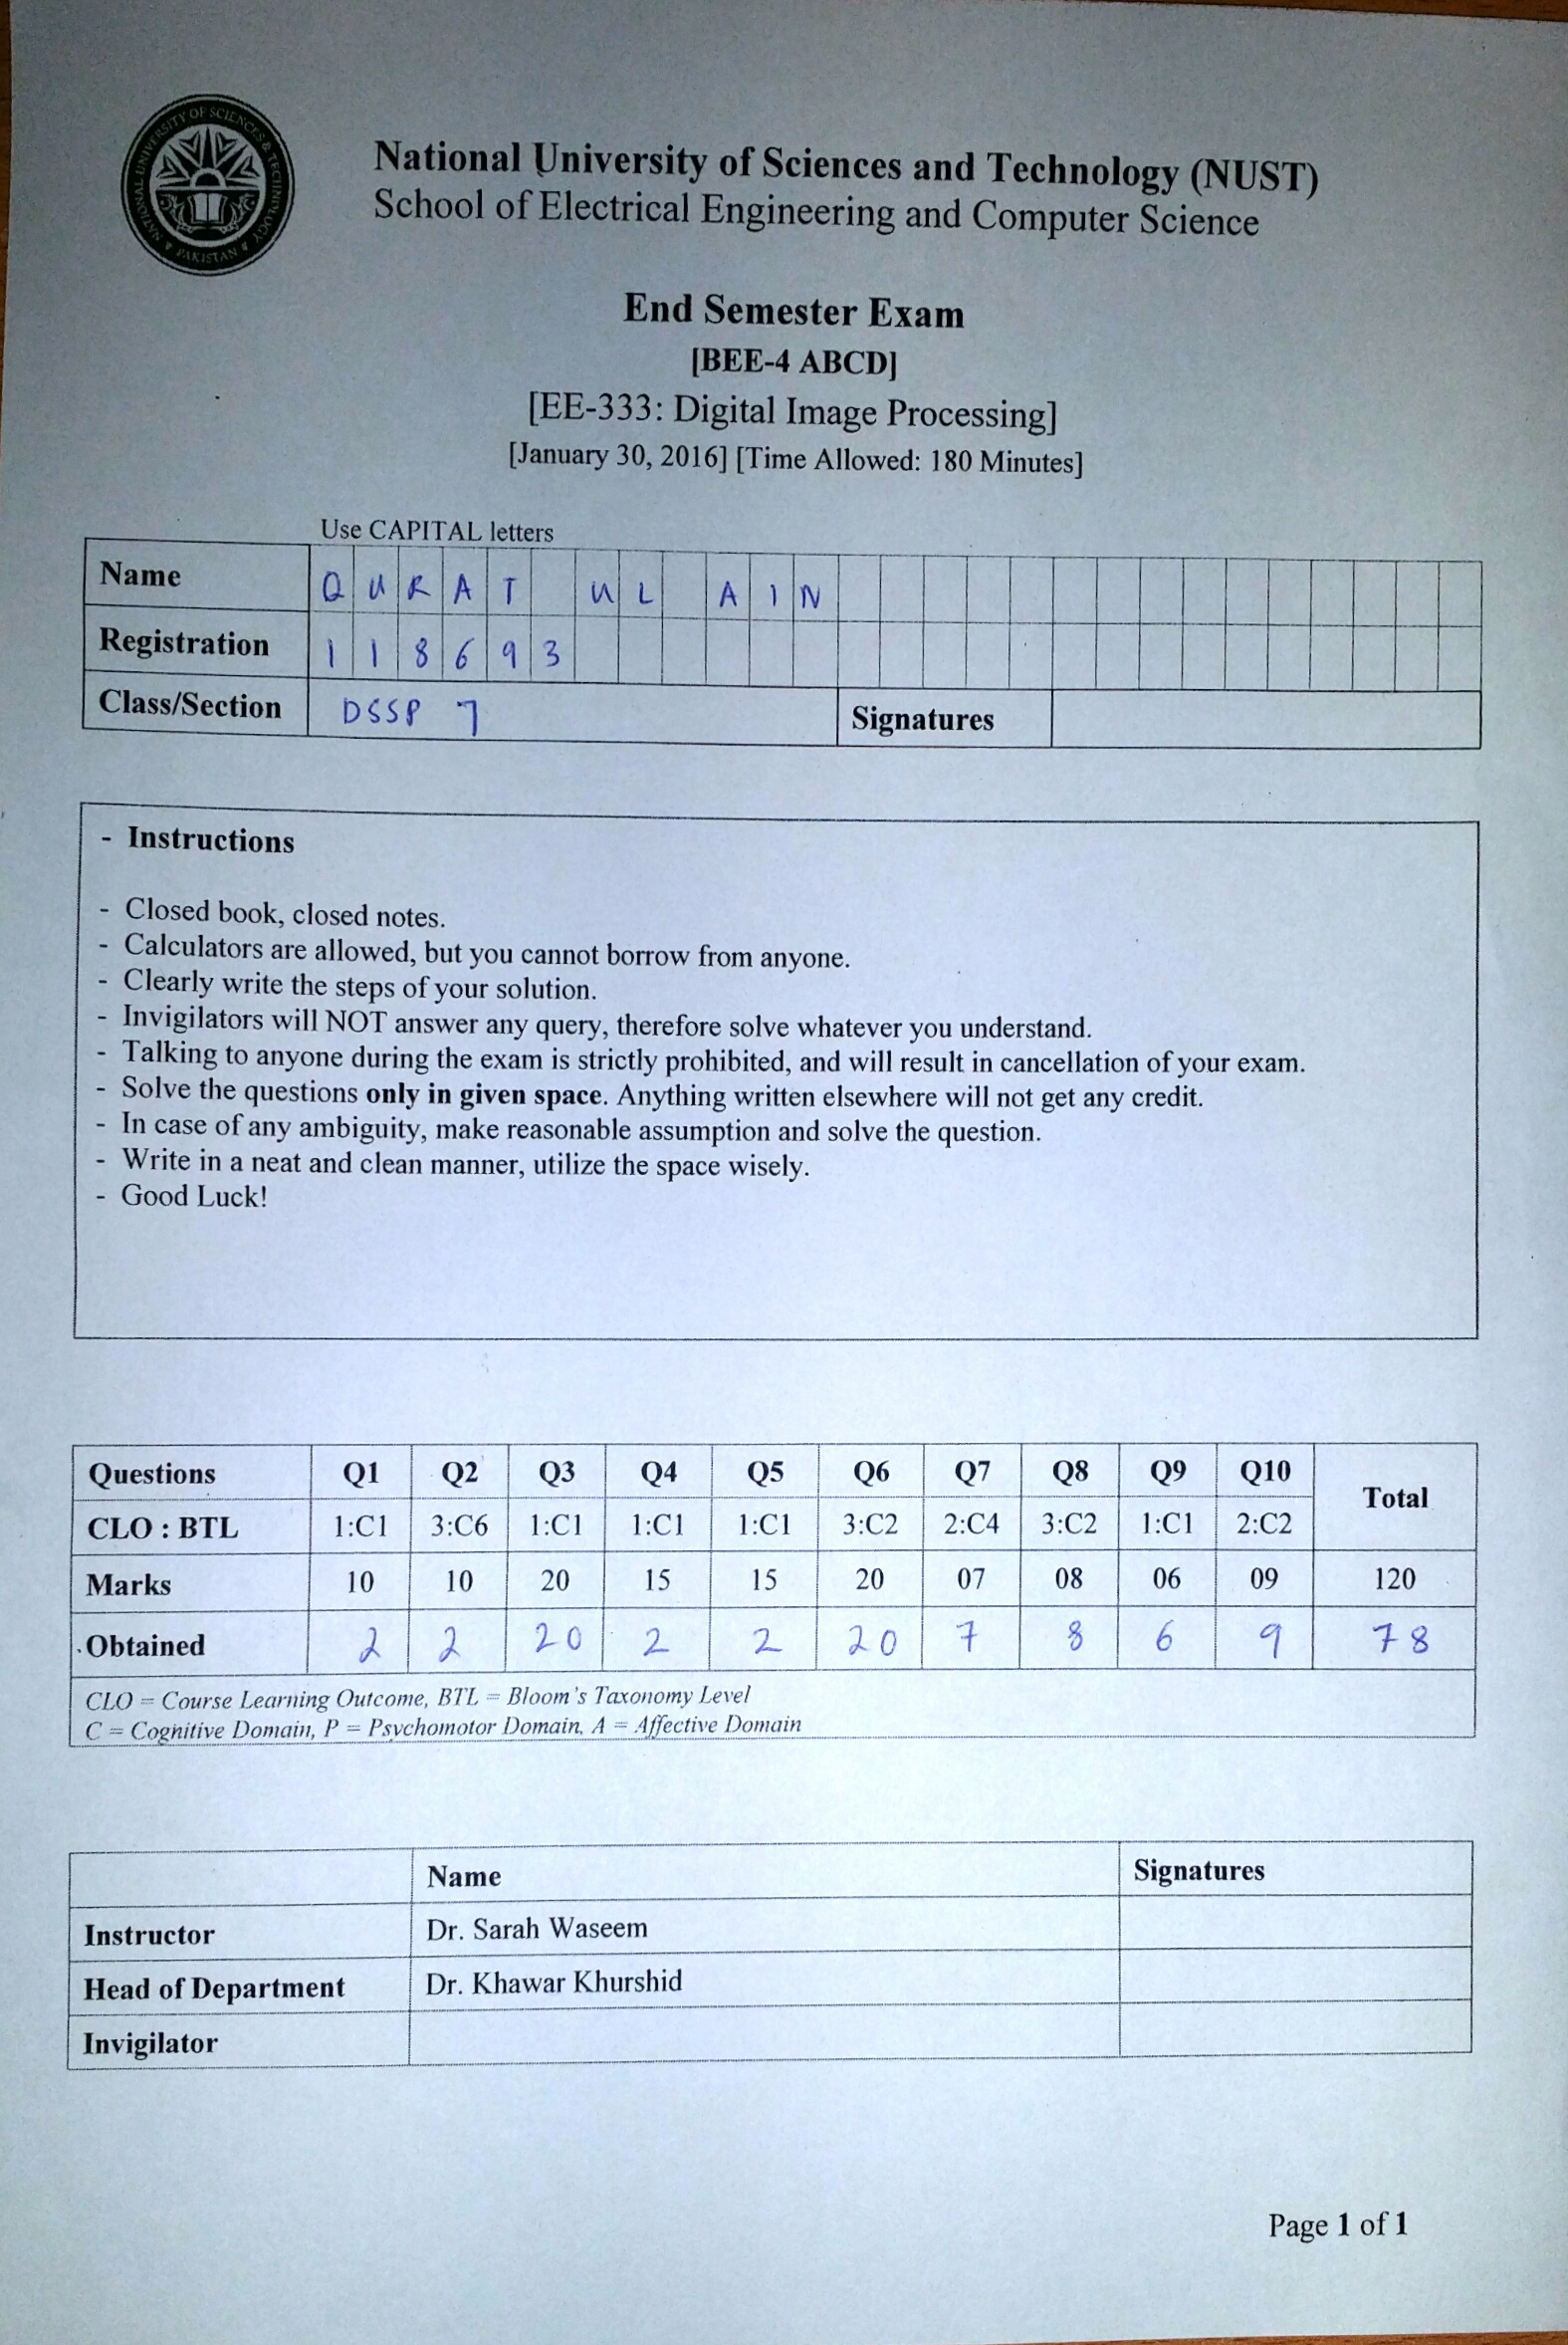 NATIONAL UNIVERSITY OF SCIENCES & TECHNOLOGY
PAKISTAN
National University of Sciences and Technology (NUST)
School of Electrical Engineering and Computer Science
End Semester Exam
[BEE-4 ABCD]
[EE-333: Digital Image Processing]
[January 30, 2016] [Time Allowed: 180 Minutes]
Use CAPITAL letters
Name QURAT UL AIN
Registration 118693
Class/Section DSSP 7 Signatures
- Instructions
- Closed book, closed notes.
- Calculators are allowed, but you cannot borrow from anyone.
- Clearly write the steps of your solution.
- Invigilators will NOT answer any query, therefore solve whatever you understand.
- Talking to anyone during the exam is strictly prohibited, and will result in cancellation of your exam.
- Solve the questions only in given space. Anything written elsewhere will not get any credit.
- In case of any ambiguity, make reasonable assumption and solve the question.
- Write in a neat and clean manner, utilize the space wisely.
- Good Luck!
Questions Q1 Q2 Q3 Q4 Q5 Q6 Q7 Q8 Q9 Q10 Total
CLO : BTL 1:C1 3:C6 1:C1 1:C1 1:C1 3:C2 2:C4 3:C2 1:C1 2:C2
Marks 10 10 20 15 15 20 07 08 06 09 120
Obtained 2 2 20 2 2 20 7 8 6 9 78
CLO = Course Learning Outcome, BTL = Bloom's Taxonomy Level
C = Cognitive Domain, P = Psychomotor Domain, A = Affective Domain
Name Signatures
Instructor Dr. Sarah Waseem
Head of Department Dr. Khawar Khurshid
Invigilator
Page 1 of 1